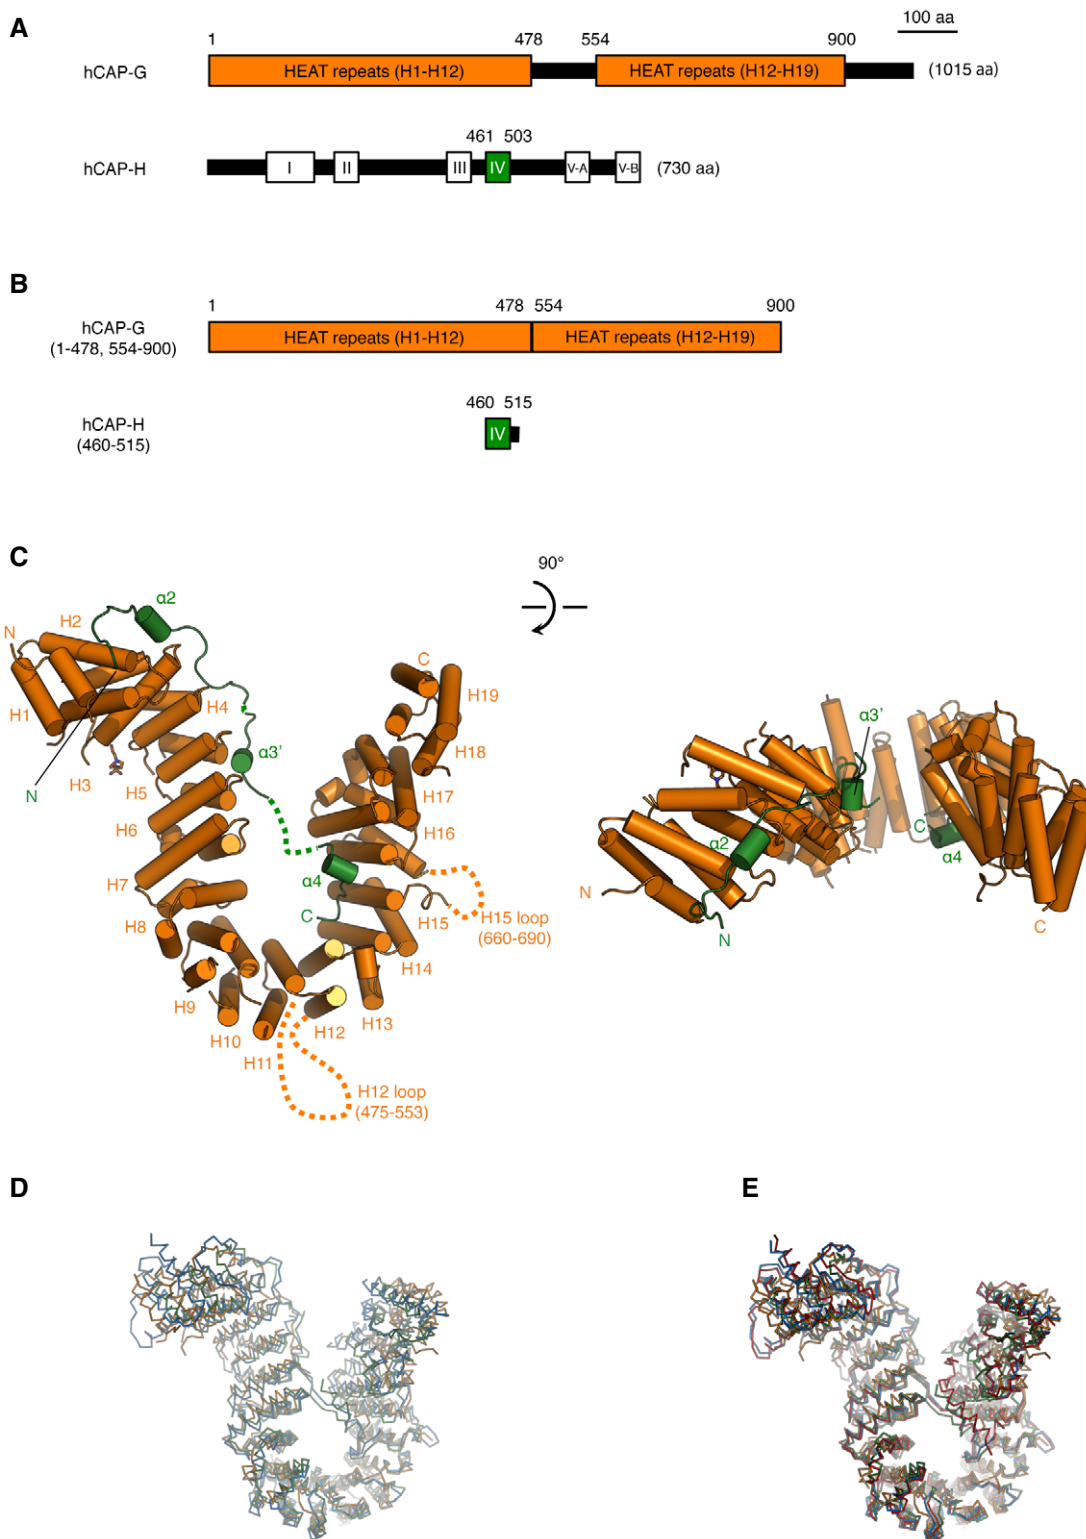 A
100 aa
1 478 554 900
hCAP-G HEAT repeats (H1-H12) HEAT repeats (H12-H19) (1015 aa)
461 503
hCAP-H I II III IV V-A V-B (730 aa)
B
1 478 554 900
hCAP-G
(1-478, 554-900)
HEAT repeats (H1-H12) HEAT repeats (H12-H19)
460 515
hCAP-H
(460-515)
IV
C
90°
α2
H2
N
C
H19
H1
H4
H18
H3
α3'
N
H5
H17
H6
H16
H7
α4
H15
H15 loop
(660-690)
C
H8
H14
H9
H13
H12
H10
H11
H12 loop
(475-553)
α3'
C
α2
α4
N
N
C
D
E